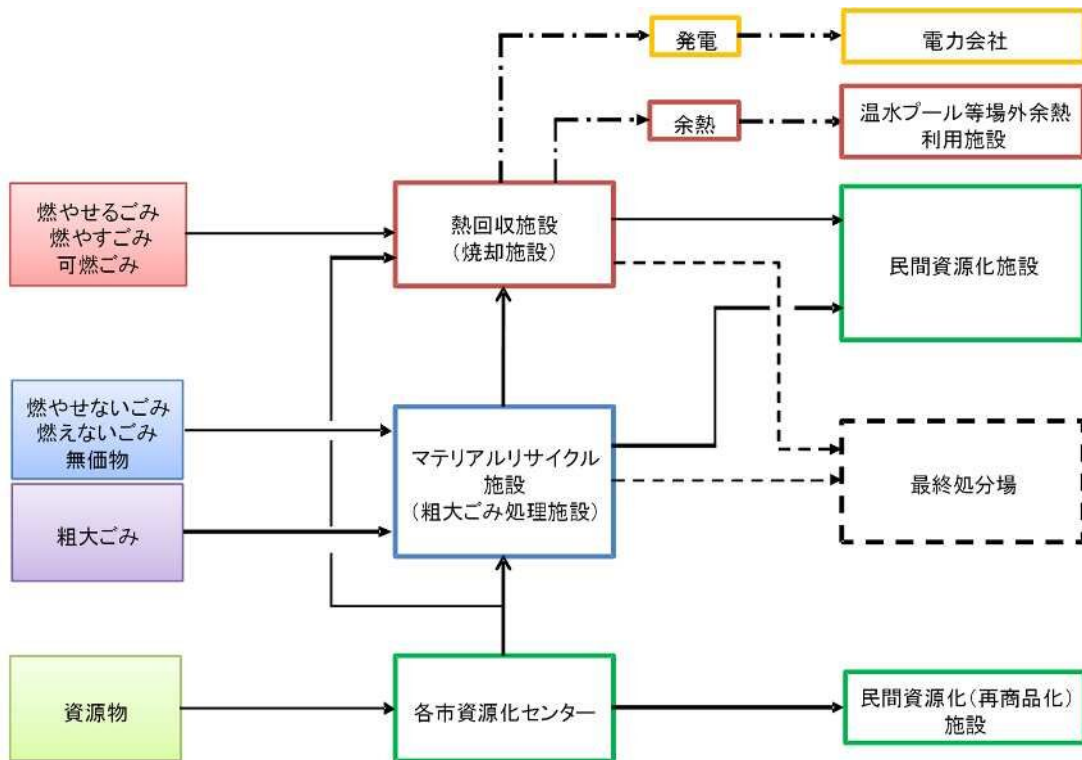 発電
電力会社
余熱
温水プール等場外余熱
利用施設
燃やせるごみ
燃やすごみ
可燃ごみ
熱回収施設
(焼却施設)
民間資源化施設
燃やせないごみ
燃えないごみ
無価物
マテリアルリサイクル
施設
(粗大ごみ処理施設)
最終処分場
粗大ごみ
資源物
各市資源化センター
民間資源化(再商品化)
施設